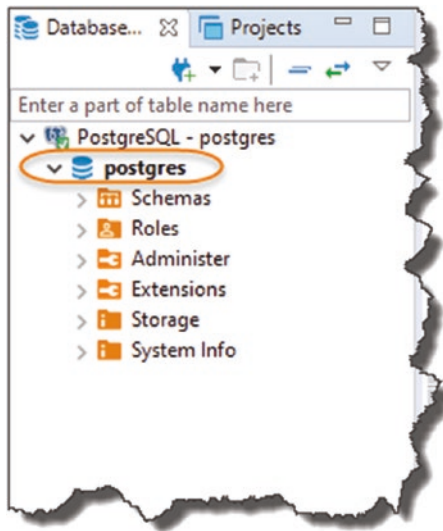 Database... Projects
Enter a part of table name here
PostgreSQL - postgres
postgres
Schemas
Roles
Administer
Extensions
Storage
System Info